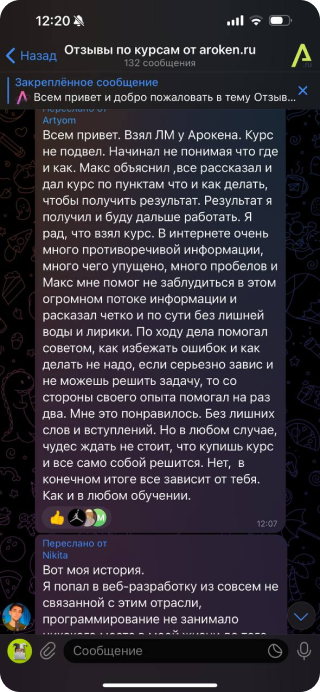 12:20
Назад
Отзывы по курсам от aroken.ru
132 сообщения
Закреплённое сообщение
Всем привет и добро пожаловать в тему Отзыв...
Переслано от
Artyom
Всем привет. Взял ЛМ у Арокена. Курс
не подвел. Начинал не понимая что где
и как. Макс объяснил ,все рассказал и
дал курс по пунктам что и как делать,
чтобы получить результат. Результат я
получил и буду дальше работать. Я
рад, что взял курс. В интернете очень
много противоречивой информации,
много чего упущено, много пробелов и
Макс мне помог не заблудиться в этом
огромном потоке информации и
рассказал четко и по сути без лишней
воды и лирики. По ходу дела помогал
советом, как избежать ошибок и как
делать не надо, если серьезно завис и
не можешь решить задачу, то со
стороны своего опыта помогал на раз
два. Мне это понравилось. Без лишних
слов и вступлений. Но в любом случае,
чудес ждать не стоит, что купишь курс
и все само собой решится. Нет,  в
конечном итоге все зависит от тебя.
Как и в любом обучении.
12:07
Переслано от
Nikita
Вот моя история.
Я попал в веб-разработку из совсем не
связанной с этим отрасли,
программирование не занимало
Сообщение